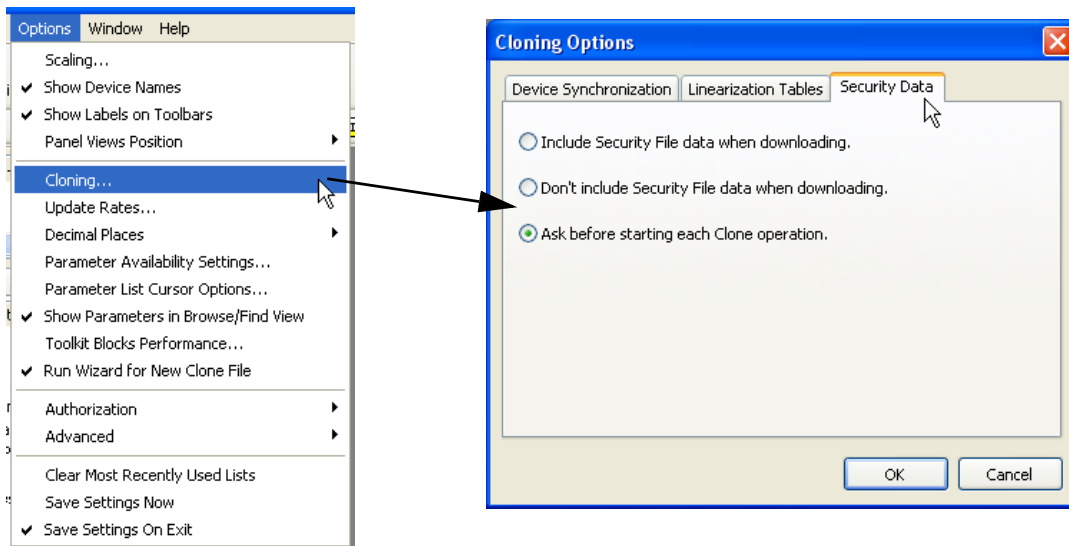 Options Window Help
Scaling...
Show Device Names
Show Labels on Toolbars
Panel Views Position
Cloning...
Update Rates...
Decimal Places
Parameter Availability Settings...
Parameter List Cursor Options...
Show Parameters in Browse/Find View
Toolkit Blocks Performance...
Run Wizard for New Clone File
Authorization
Advanced
Clear Most Recently Used Lists
Save Settings Now
Save Settings On Exit
Cloning Options
Device Synchronization Linearization Tables Security Data
Include Security File data when downloading.
Don't include Security File data when downloading.
Ask before starting each Clone operation.
OK Cancel